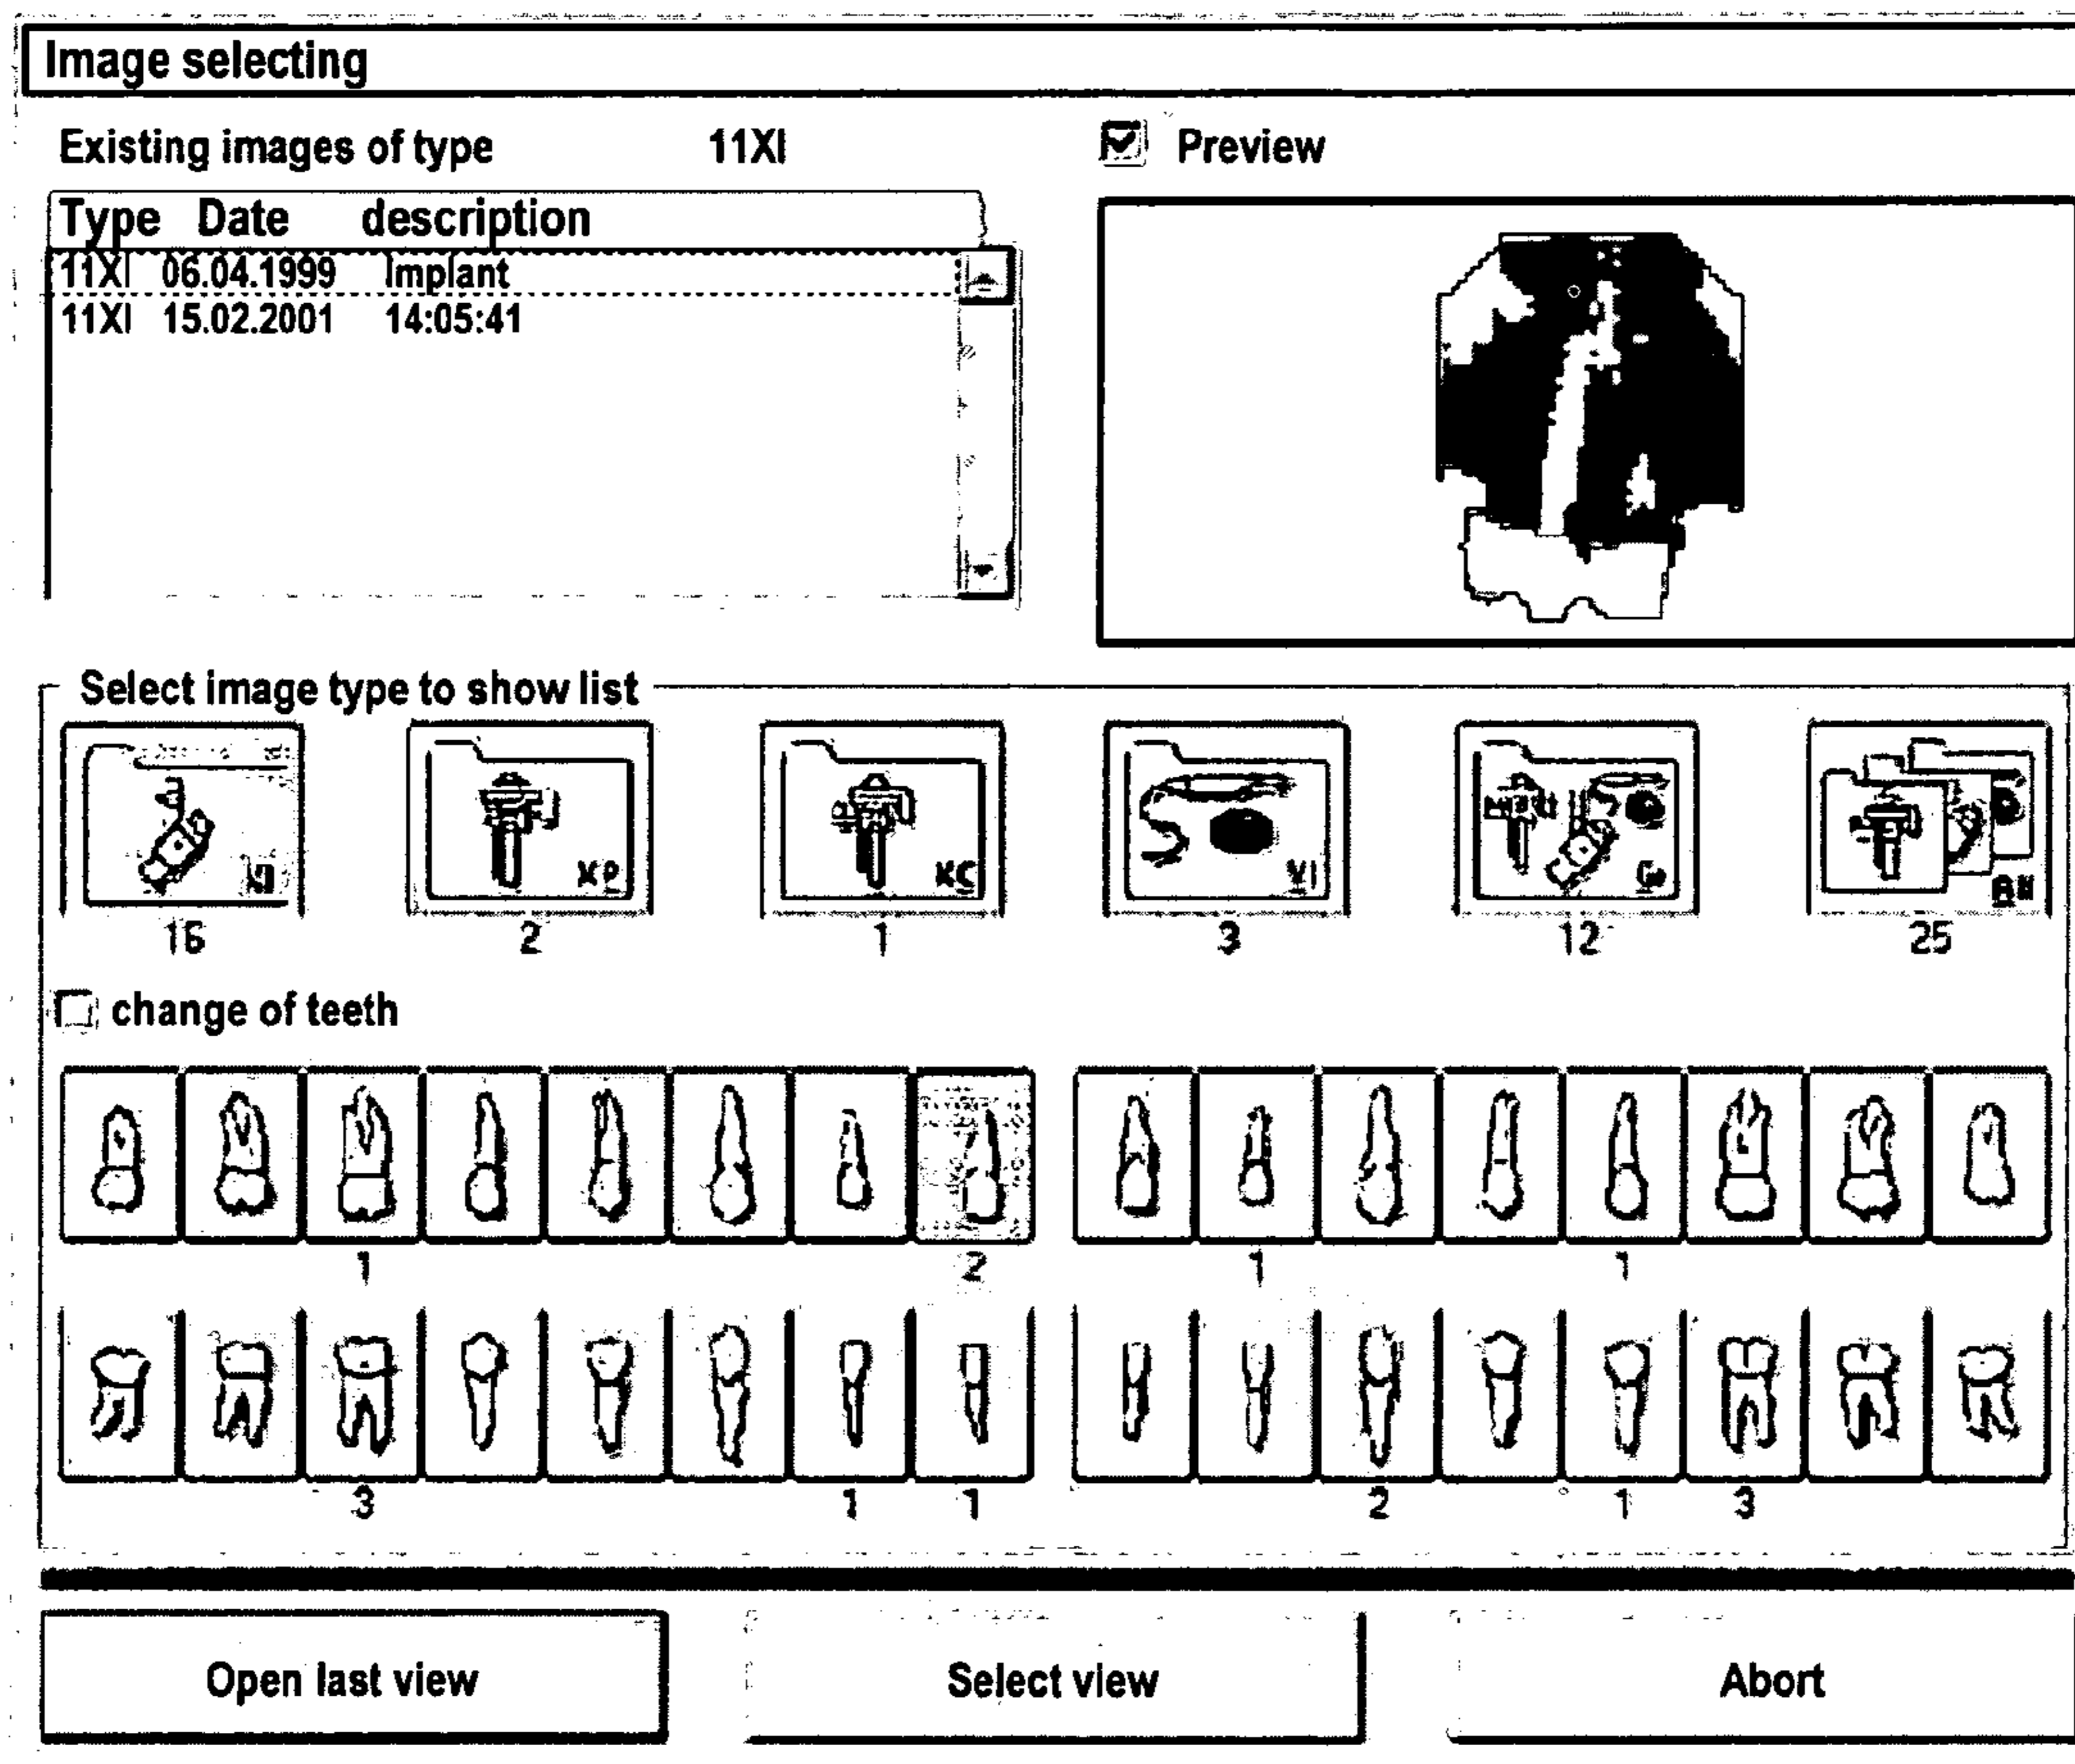 Image selecting
Existing images of type 11XI
Preview
Type Date description
11XI 06.04.1999 Implant
11XI 15.02.2001 14:05:41
Select image type to show list
XP XC VI
16 2 1 3 12 25
change of teeth
1 2 1 1
3 1 1 2 1 3
Open last view Select view Abort